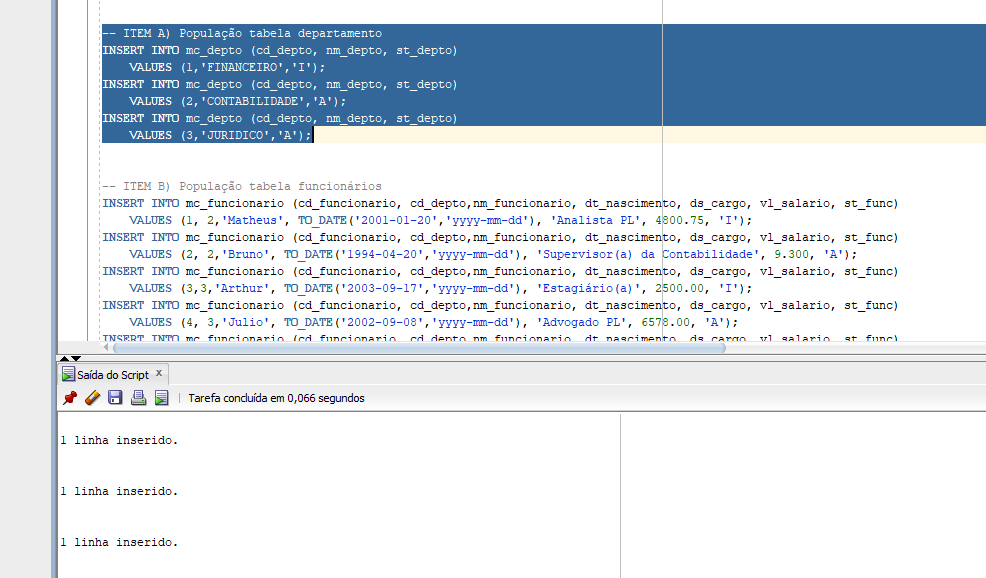 -- ITEM A) População tabela departamento
INSERT INTO mc_depto (cd_depto, nm_depto, st_depto)
VALUES (1,'FINANCEIRO','I');
INSERT INTO mc_depto (cd_depto, nm_depto, st_depto)
VALUES (2,'CONTABILIDADE','A');
INSERT INTO mc_depto (cd_depto, nm_depto, st_depto)
VALUES (3,'JURIDICO','A');
-- ITEM B) População tabela funcionários
INSERT INTO mc_funcionario (cd_funcionario, cd_depto,nm_funcionario, dt_nascimento, ds_cargo, vl_salario, st_func)
VALUES (1, 2,'Matheus', TO_DATE('2001-01-20','yyyy-mm-dd'), 'Analista PL', 4800.75, 'I');
INSERT INTO mc_funcionario (cd_funcionario, cd_depto,nm_funcionario, dt_nascimento, ds_cargo, vl_salario, st_func)
VALUES (2, 2,'Bruno', TO_DATE('1994-04-20','yyyy-mm-dd'), 'Supervisor(a) da Contabilidade', 9.300, 'A');
INSERT INTO mc_funcionario (cd_funcionario, cd_depto,nm_funcionario, dt_nascimento, ds_cargo, vl_salario, st_func)
VALUES (3,3,'Arthur', TO_DATE('2003-09-17','yyyy-mm-dd'), 'Estagiário(a)', 2500.00, 'I');
INSERT INTO mc_funcionario (cd_funcionario, cd_depto,nm_funcionario, dt_nascimento, ds_cargo, vl_salario, st_func)
VALUES (4, 3,'Julio', TO_DATE('2002-09-08','yyyy-mm-dd'), 'Advogado PL', 6578.00, 'A');
INSERT INTO mc_funcionario (cd_funcionario, cd_depto,nm_funcionario, dt_nascimento, ds_cargo, vl_salario, st_func)
Saída do Script x
Tarefa concluída em 0,066 segundos
1 linha inserido.
1 linha inserido.
1 linha inserido.